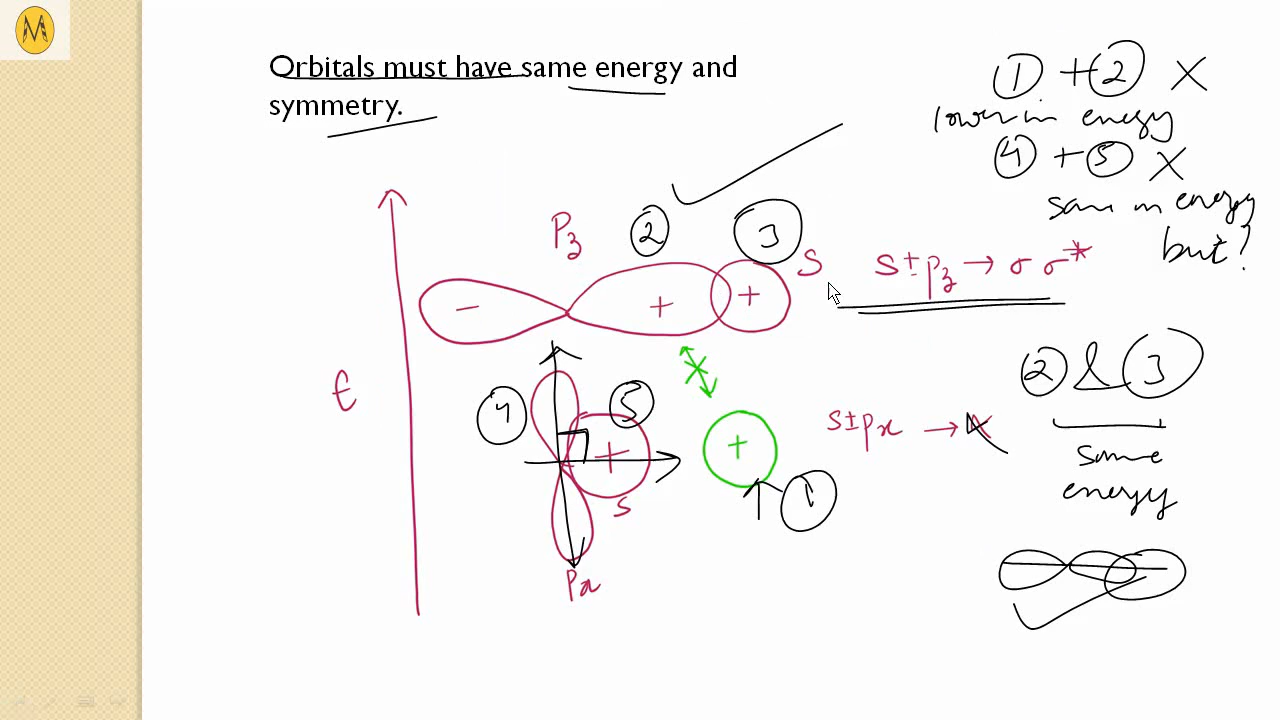 M
Orbitals must have same energy and
symmetry.
① + ② ×
lower in energy
④ + ⑤ ×
same in energy
but?
Pz
②
③
S
−
+
+
s ± pz → σ σ*
E
④
⑤
+
S
Px
+
①
s ± px →
② & ③
same
energy